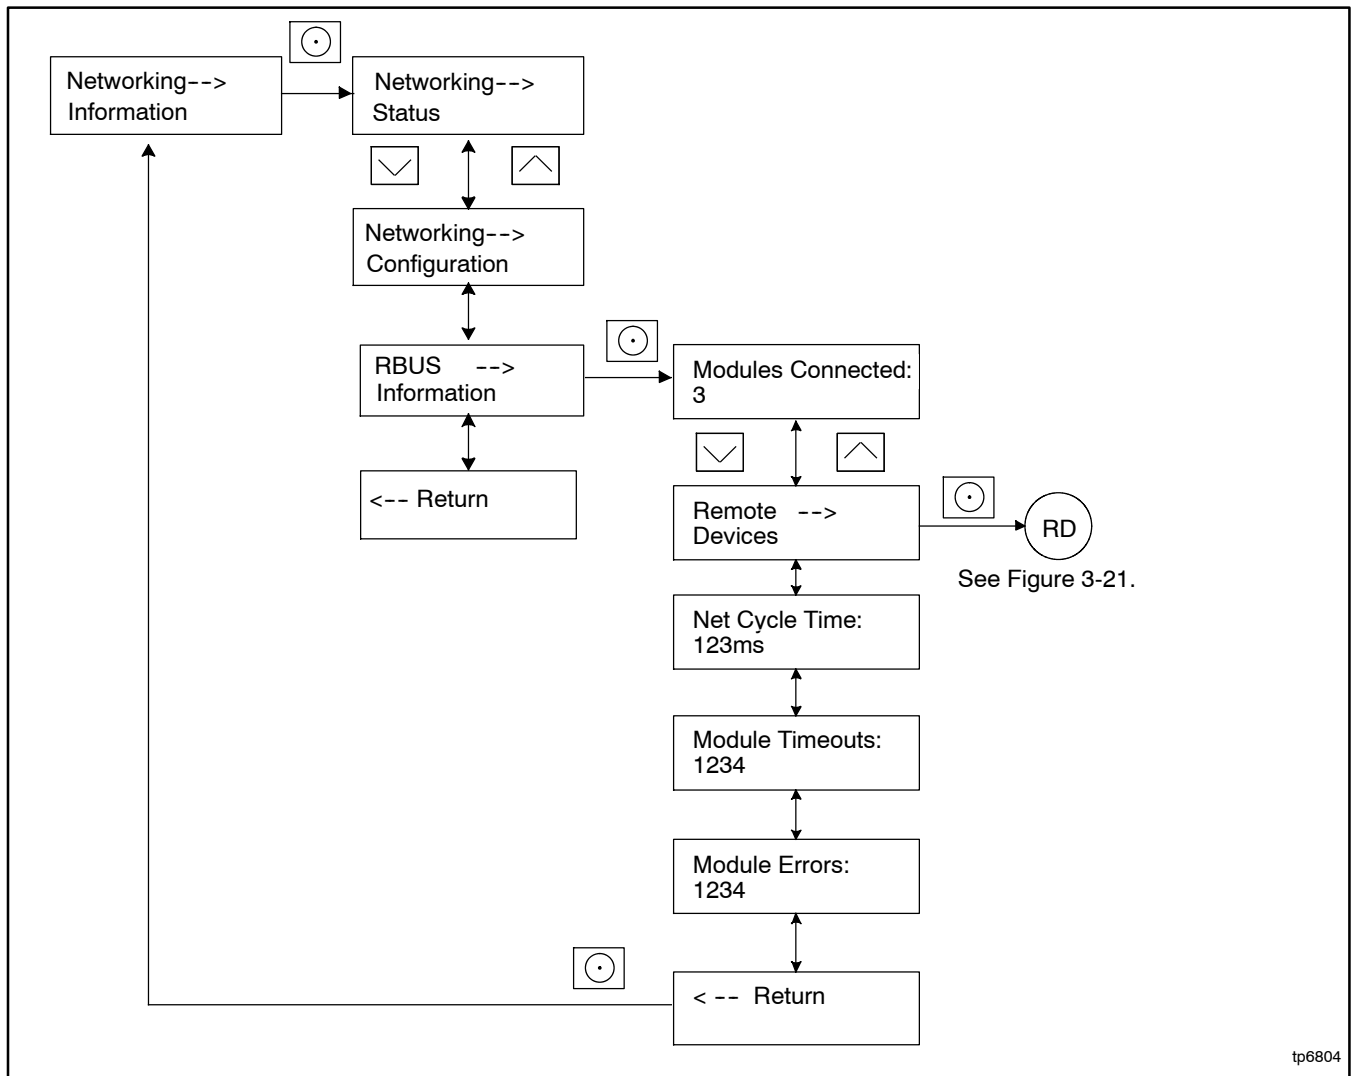 Networking-->
Information
Networking-->
Status
Networking-->
Configuration
RBUS -->
Information
<-- Return
Modules Connected:
3
Remote -->
Devices
RD
See Figure 3-21.
Net Cycle Time:
123ms
Module Timeouts:
1234
Module Errors:
1234
< -- Return
tp6804